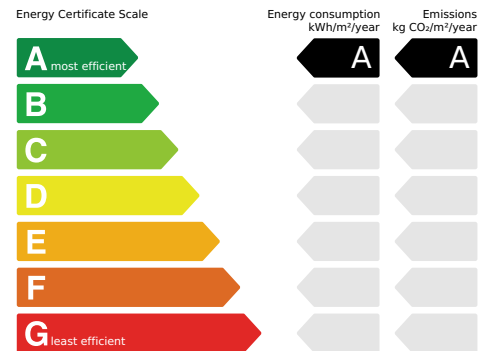 Energy Certificate Scale
Energy consumption
kWh/m²/year
Emissions
kg CO₂/m²/year
A most efficient
A
A
B
C
D
E
F
G least efficient